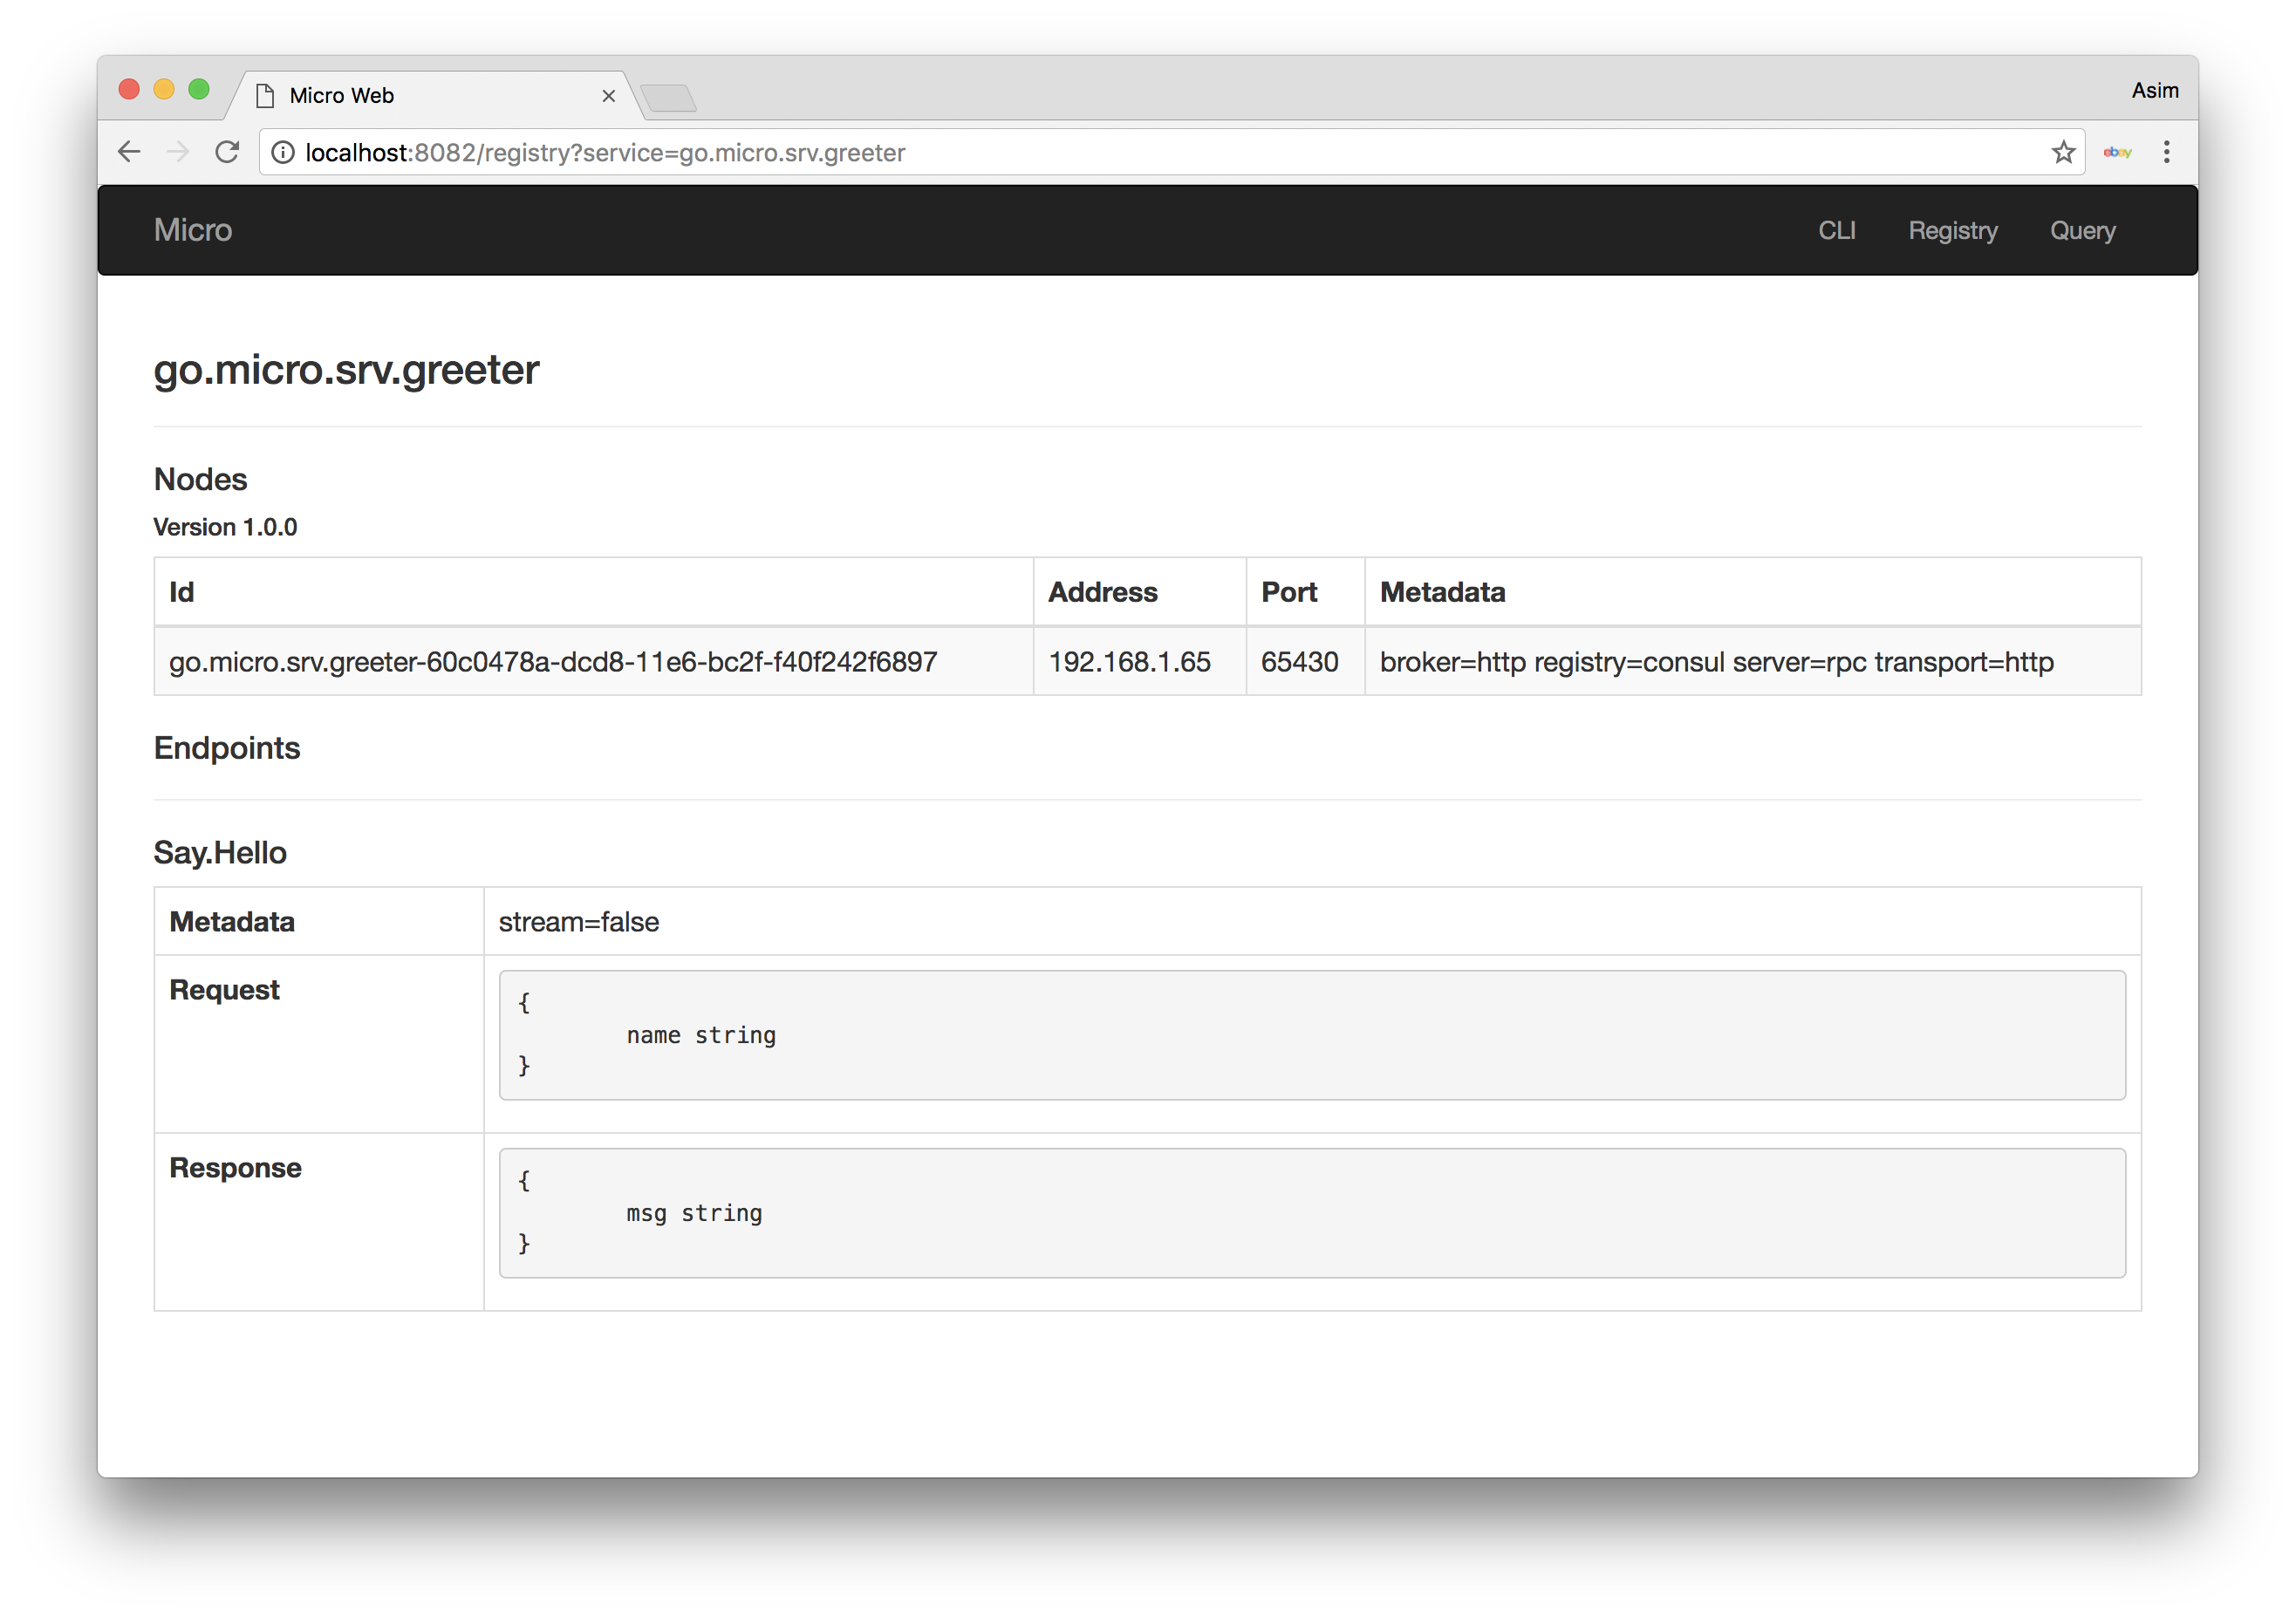 Micro Web
Asim
localhost:8082/registry?service=go.micro.srv.greeter
ebay
Micro
CLI
Registry
Query
go.micro.srv.greeter
Nodes
Version 1.0.0
Id Address Port Metadata
go.micro.srv.greeter-60c0478a-dcd8-11e6-bc2f-f40f242f6897 192.168.1.65 65430 broker=http registry=consul server=rpc transport=http
Endpoints
Say.Hello
Metadata stream=false
Request
{
name string
}
Response
{
msg string
}